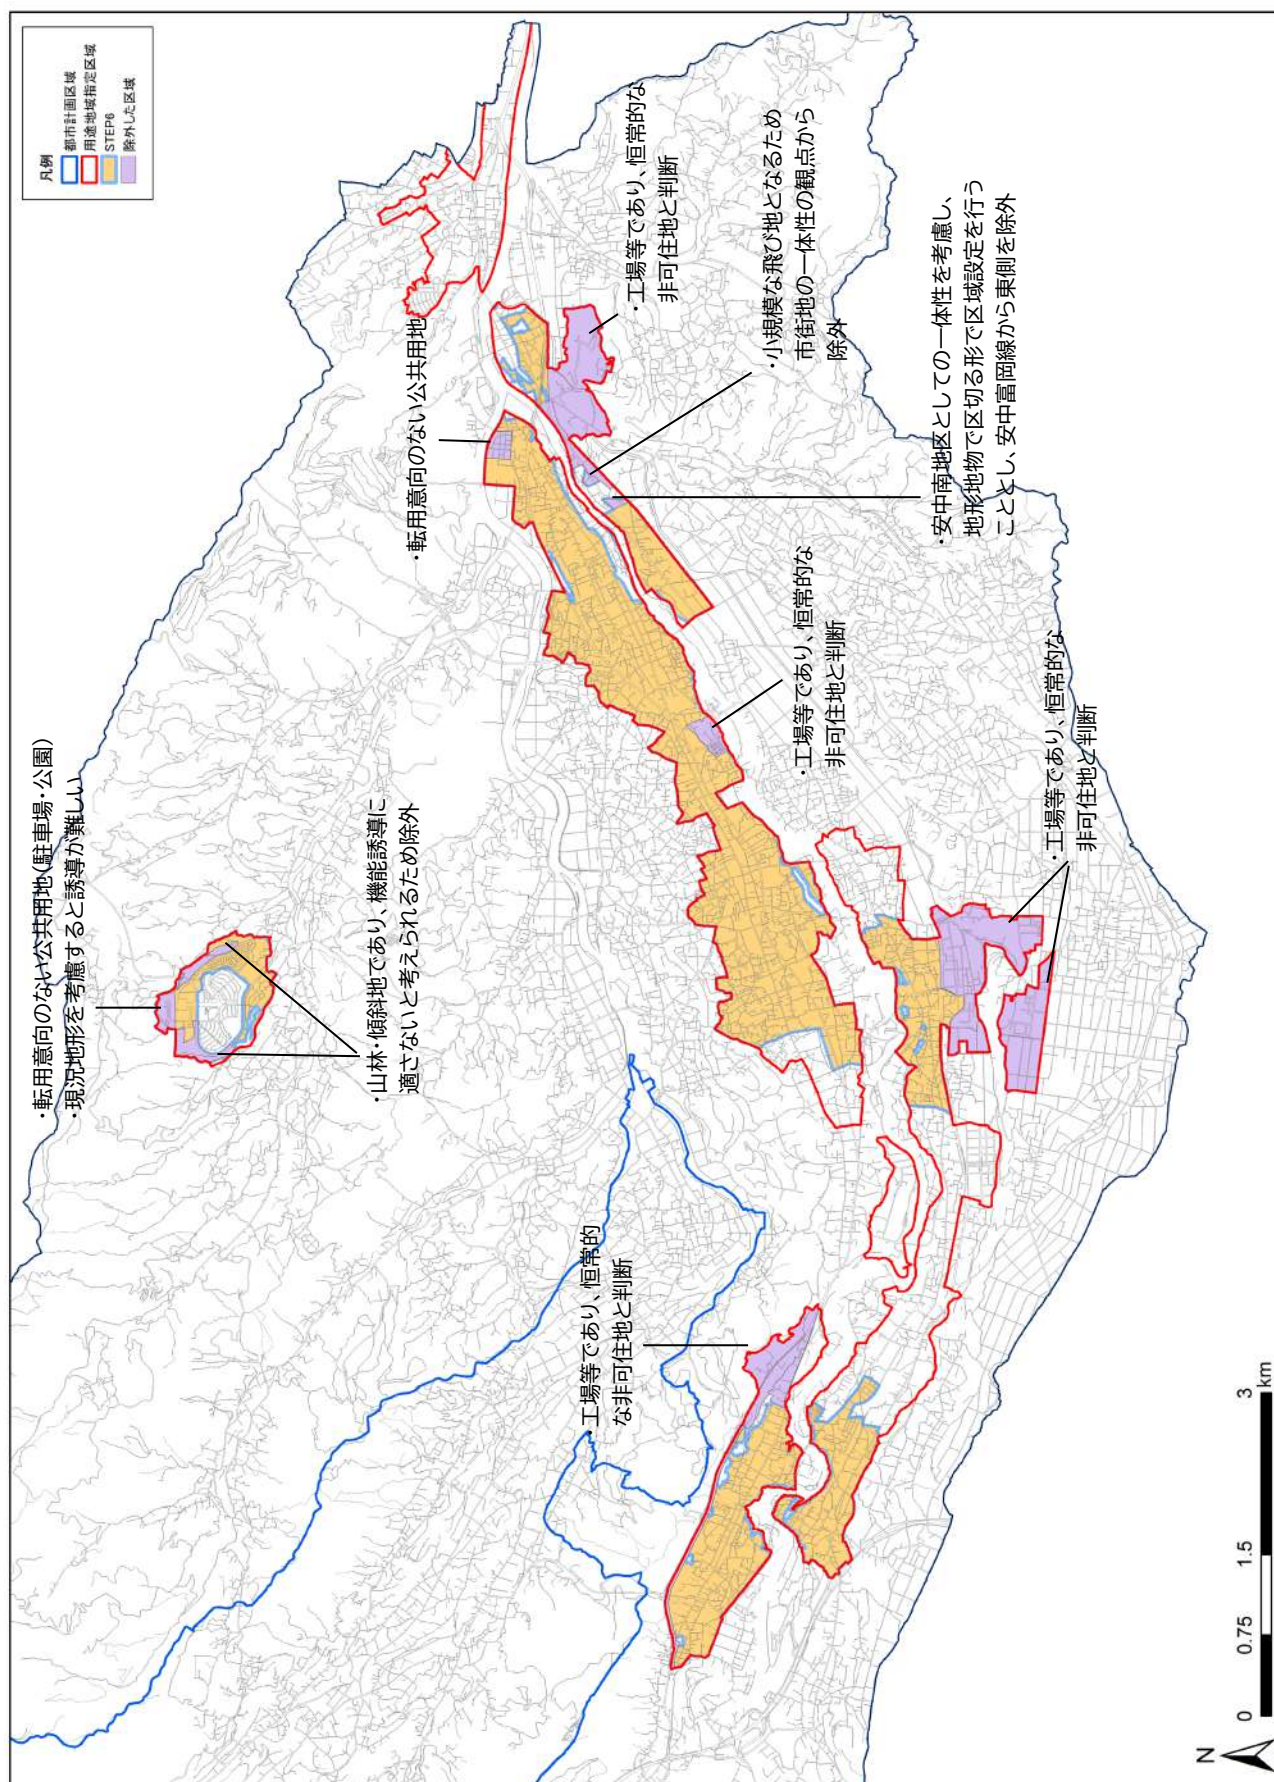 凡例
都市計画区域
用途地域指定区域
STEP6
除外した区域
・転用意向のない公共用地(駐車場・公園)
・現況地形を考慮すると誘導が難しい
・山林・傾斜地であり、機能誘導に
適さないと考えられるため除外
・転用意向のない公共用地
・工場等であり、恒常的な
非可住地と判断
・小規模な飛び地となるため
市街地の一体性の観点から
除外
・安中南地区としての一体性を考慮し、
地形地物で区切る形で区域設定を行う
こととし、安中富岡線から東側を除外
・工場等であり、恒常的な
非可住地と判断
・工場等であり、恒常的な
非可住地と判断
・工場等であり、恒常的
な非可住地と判断
N
0 0.75 1.5 3
km